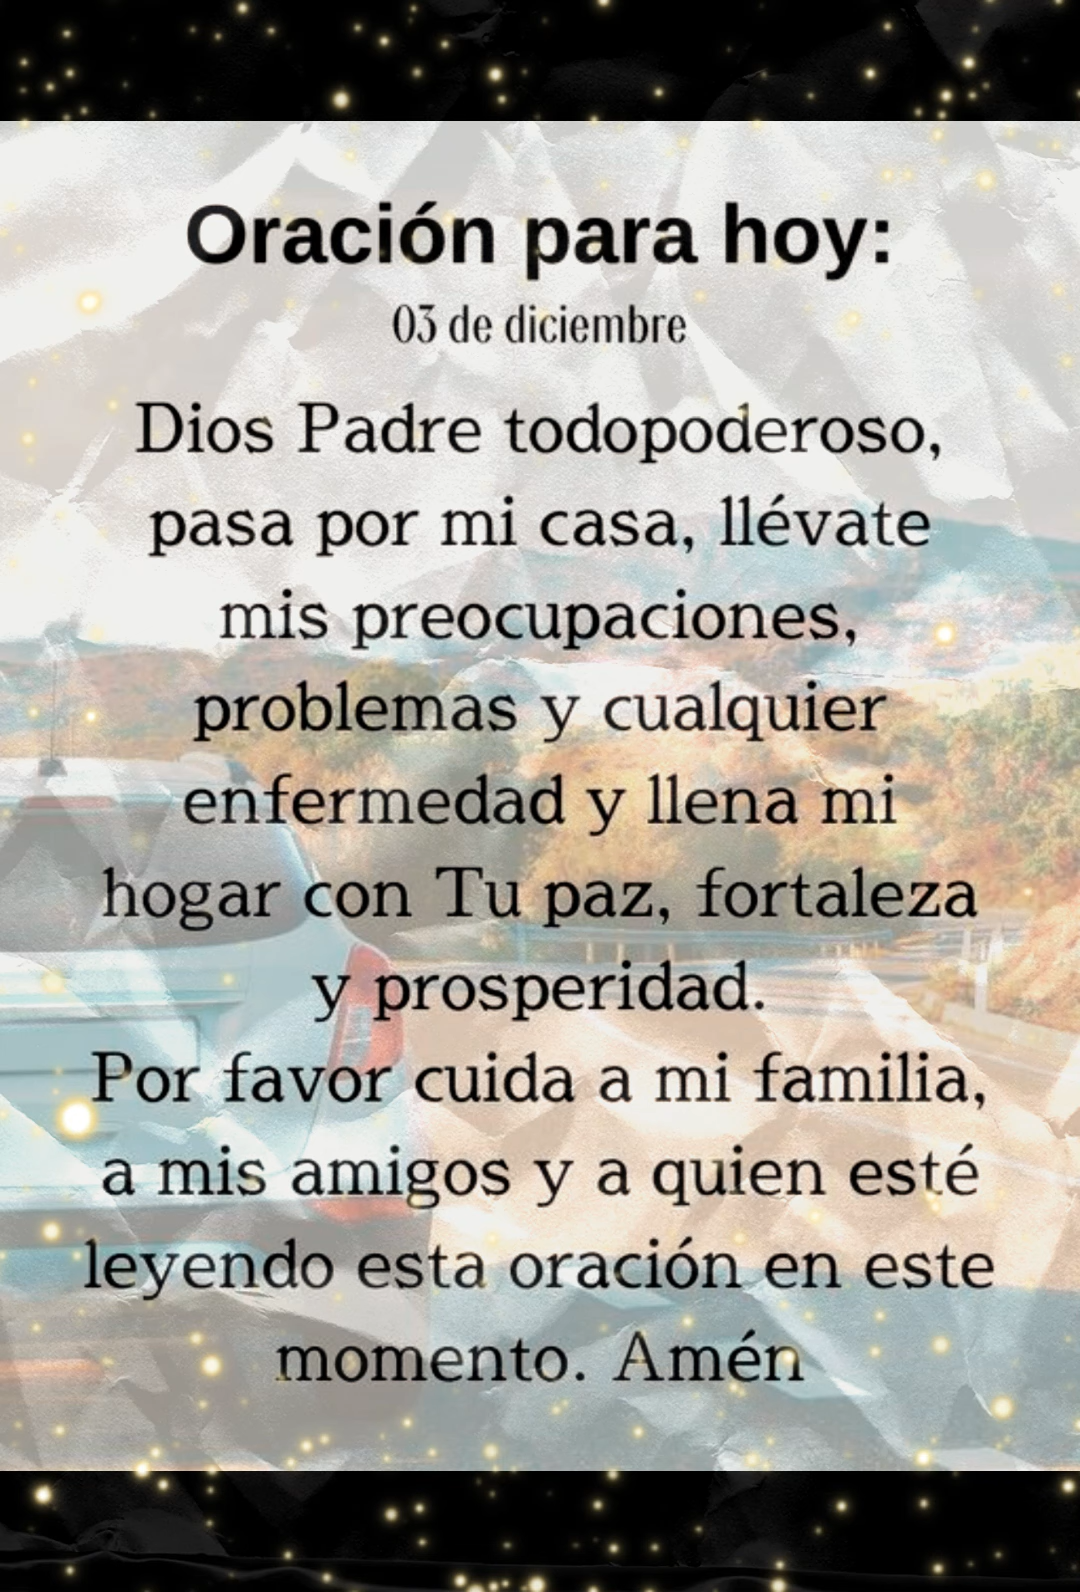 Oración para hoy:
03 de diciembre
Dios Padre todopoderoso,
pasa por mi casa, llévate
mis preocupaciones,
problemas y cualquier
enfermedad y llena mi
hogar con Tu paz, fortaleza
y prosperidad.
Por favor cuida a mi familia,
a mis amigos y a quien esté
leyendo esta oración en este
momento. Amén